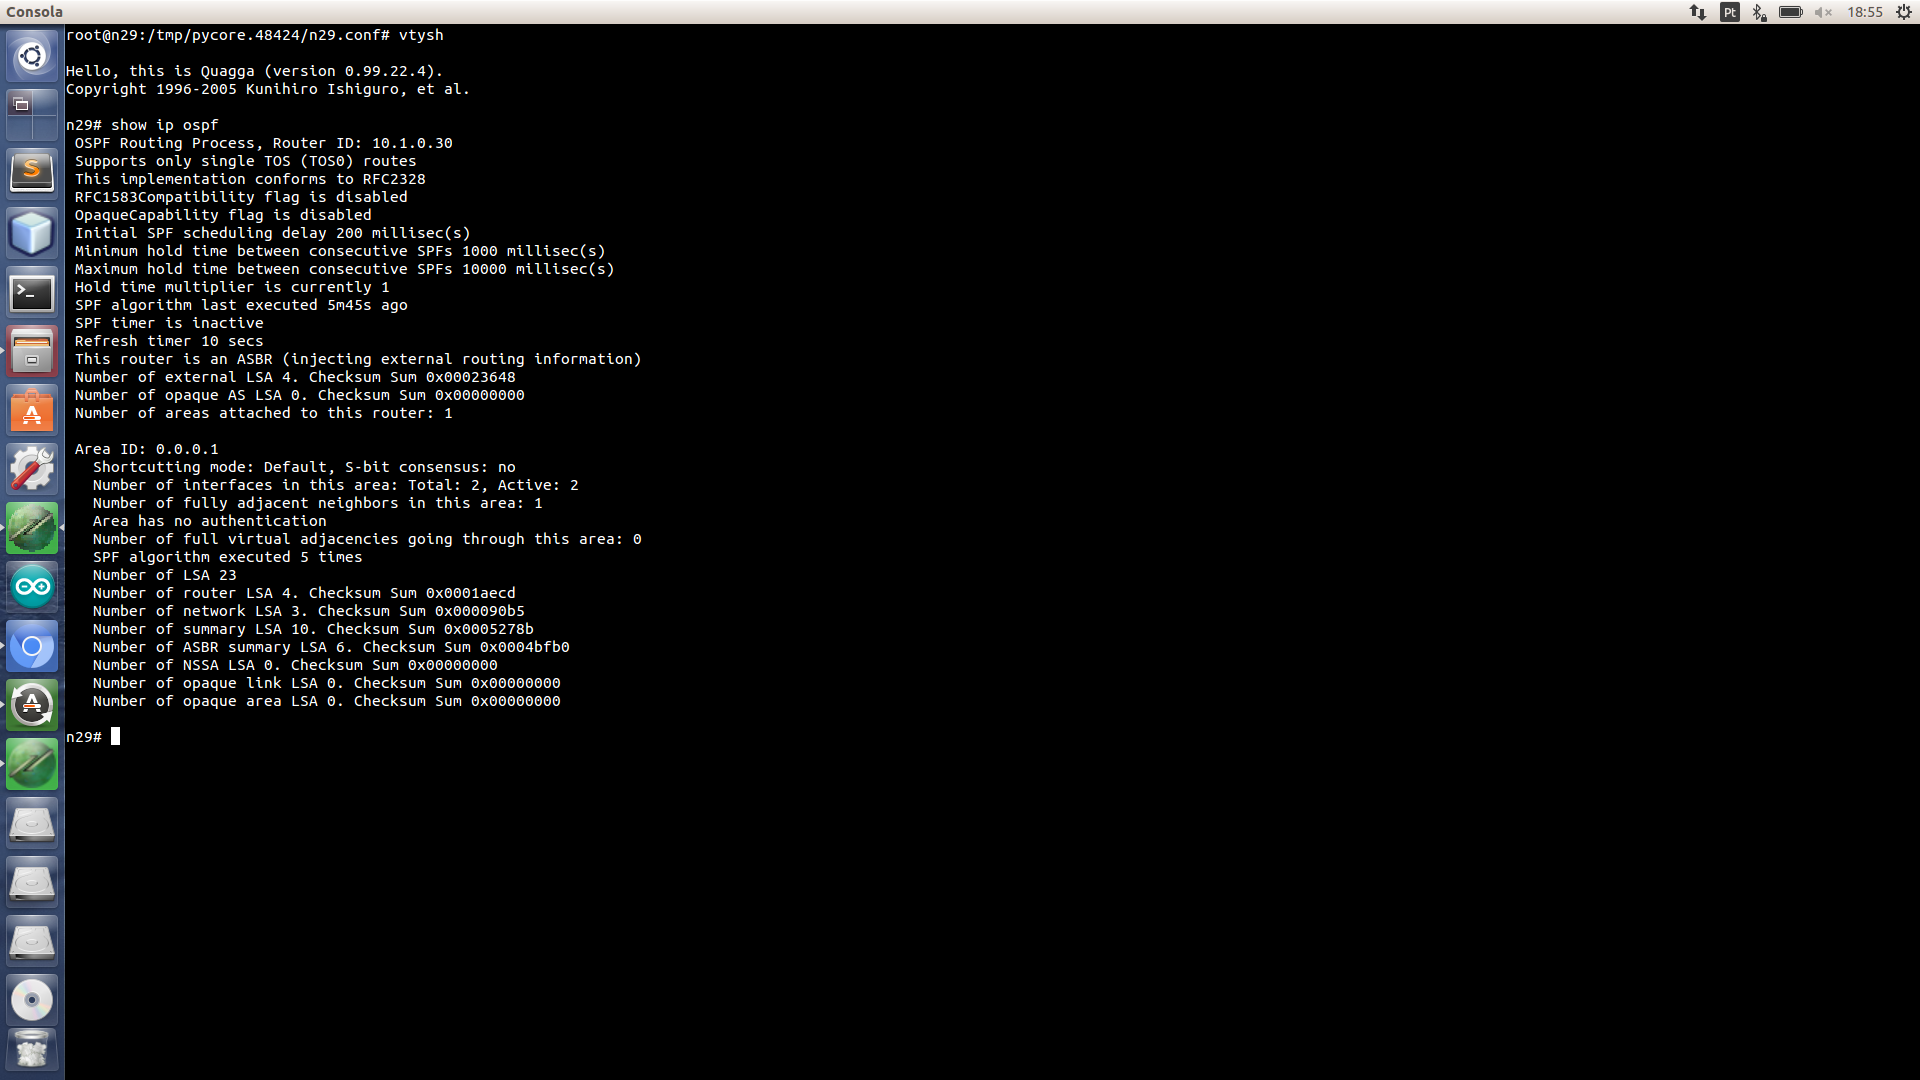 Consola
Pt
18:55
root@n29:/tmp/pycore.48424/n29.conf# vtysh
Hello, this is Quagga (version 0.99.22.4).
Copyright 1996-2005 Kunihiro Ishiguro, et al.
n29# show ip ospf
OSPF Routing Process, Router ID: 10.1.0.30
Supports only single TOS (TOS0) routes
This implementation conforms to RFC2328
RFC1583Compatibility flag is disabled
OpaqueCapability flag is disabled
Initial SPF scheduling delay 200 millisec(s)
Minimum hold time between consecutive SPFs 1000 millisec(s)
Maximum hold time between consecutive SPFs 10000 millisec(s)
Hold time multiplier is currently 1
SPF algorithm last executed 5m45s ago
SPF timer is inactive
Refresh timer 10 secs
This router is an ASBR (injecting external routing information)
Number of external LSA 4. Checksum Sum 0x00023648
Number of opaque AS LSA 0. Checksum Sum 0x00000000
Number of areas attached to this router: 1
Area ID: 0.0.0.1
Shortcutting mode: Default, S-bit consensus: no
Number of interfaces in this area: Total: 2, Active: 2
Number of fully adjacent neighbors in this area: 1
Area has no authentication
Number of full virtual adjacencies going through this area: 0
SPF algorithm executed 5 times
Number of LSA 23
Number of router LSA 4. Checksum Sum 0x0001aecd
Number of network LSA 3. Checksum Sum 0x000090b5
Number of summary LSA 10. Checksum Sum 0x0005278b
Number of ASBR summary LSA 6. Checksum Sum 0x0004bfb0
Number of NSSA LSA 0. Checksum Sum 0x00000000
Number of opaque link LSA 0. Checksum Sum 0x00000000
Number of opaque area LSA 0. Checksum Sum 0x00000000
n29#